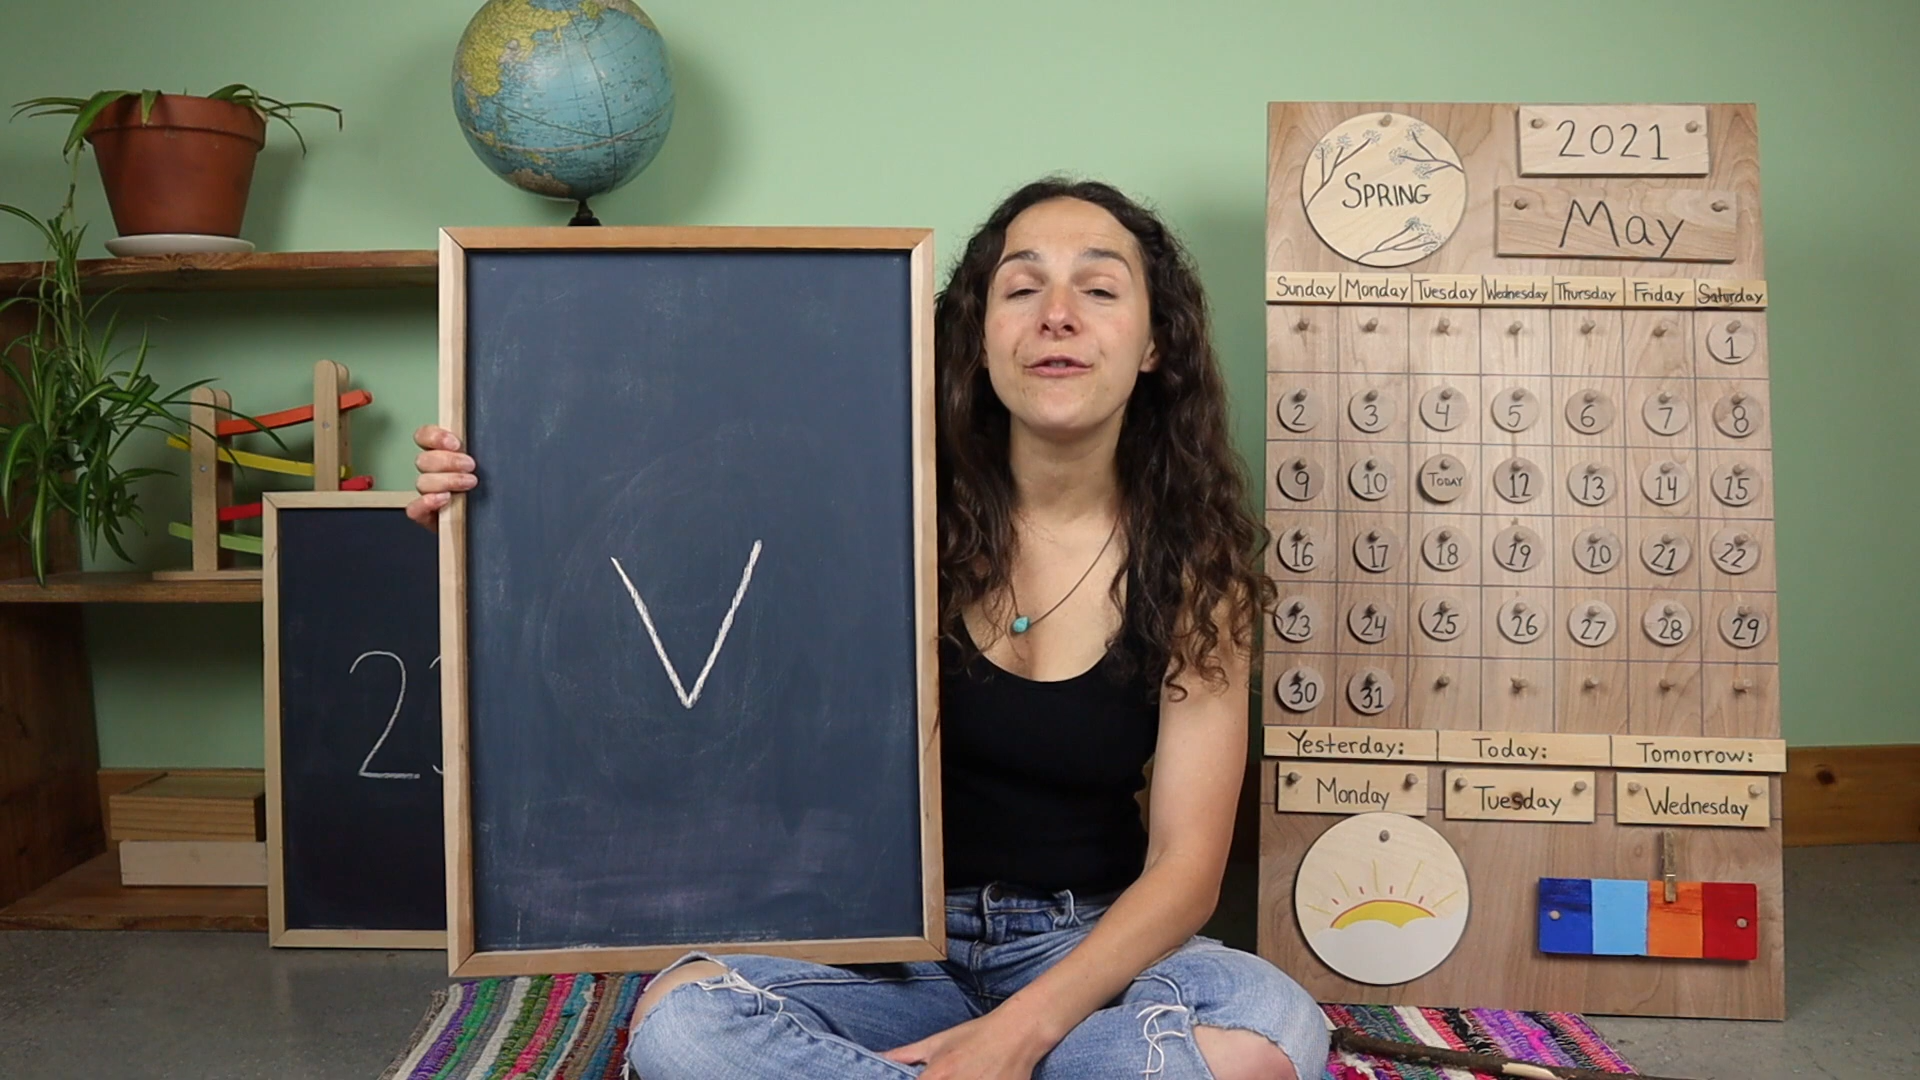 2
V
SPRING
2021
May
Sunday Monday Tuesday Wednesday Thursday Friday Saturday
1
2 3 4 5 6 7 8
9 10 TODAY 12 13 14 15
16 17 18 19 20 21 22
23 24 25 26 27 28 29
30 31
Yesterday: Today: Tomorrow:
Monday Tuesday Wednesday